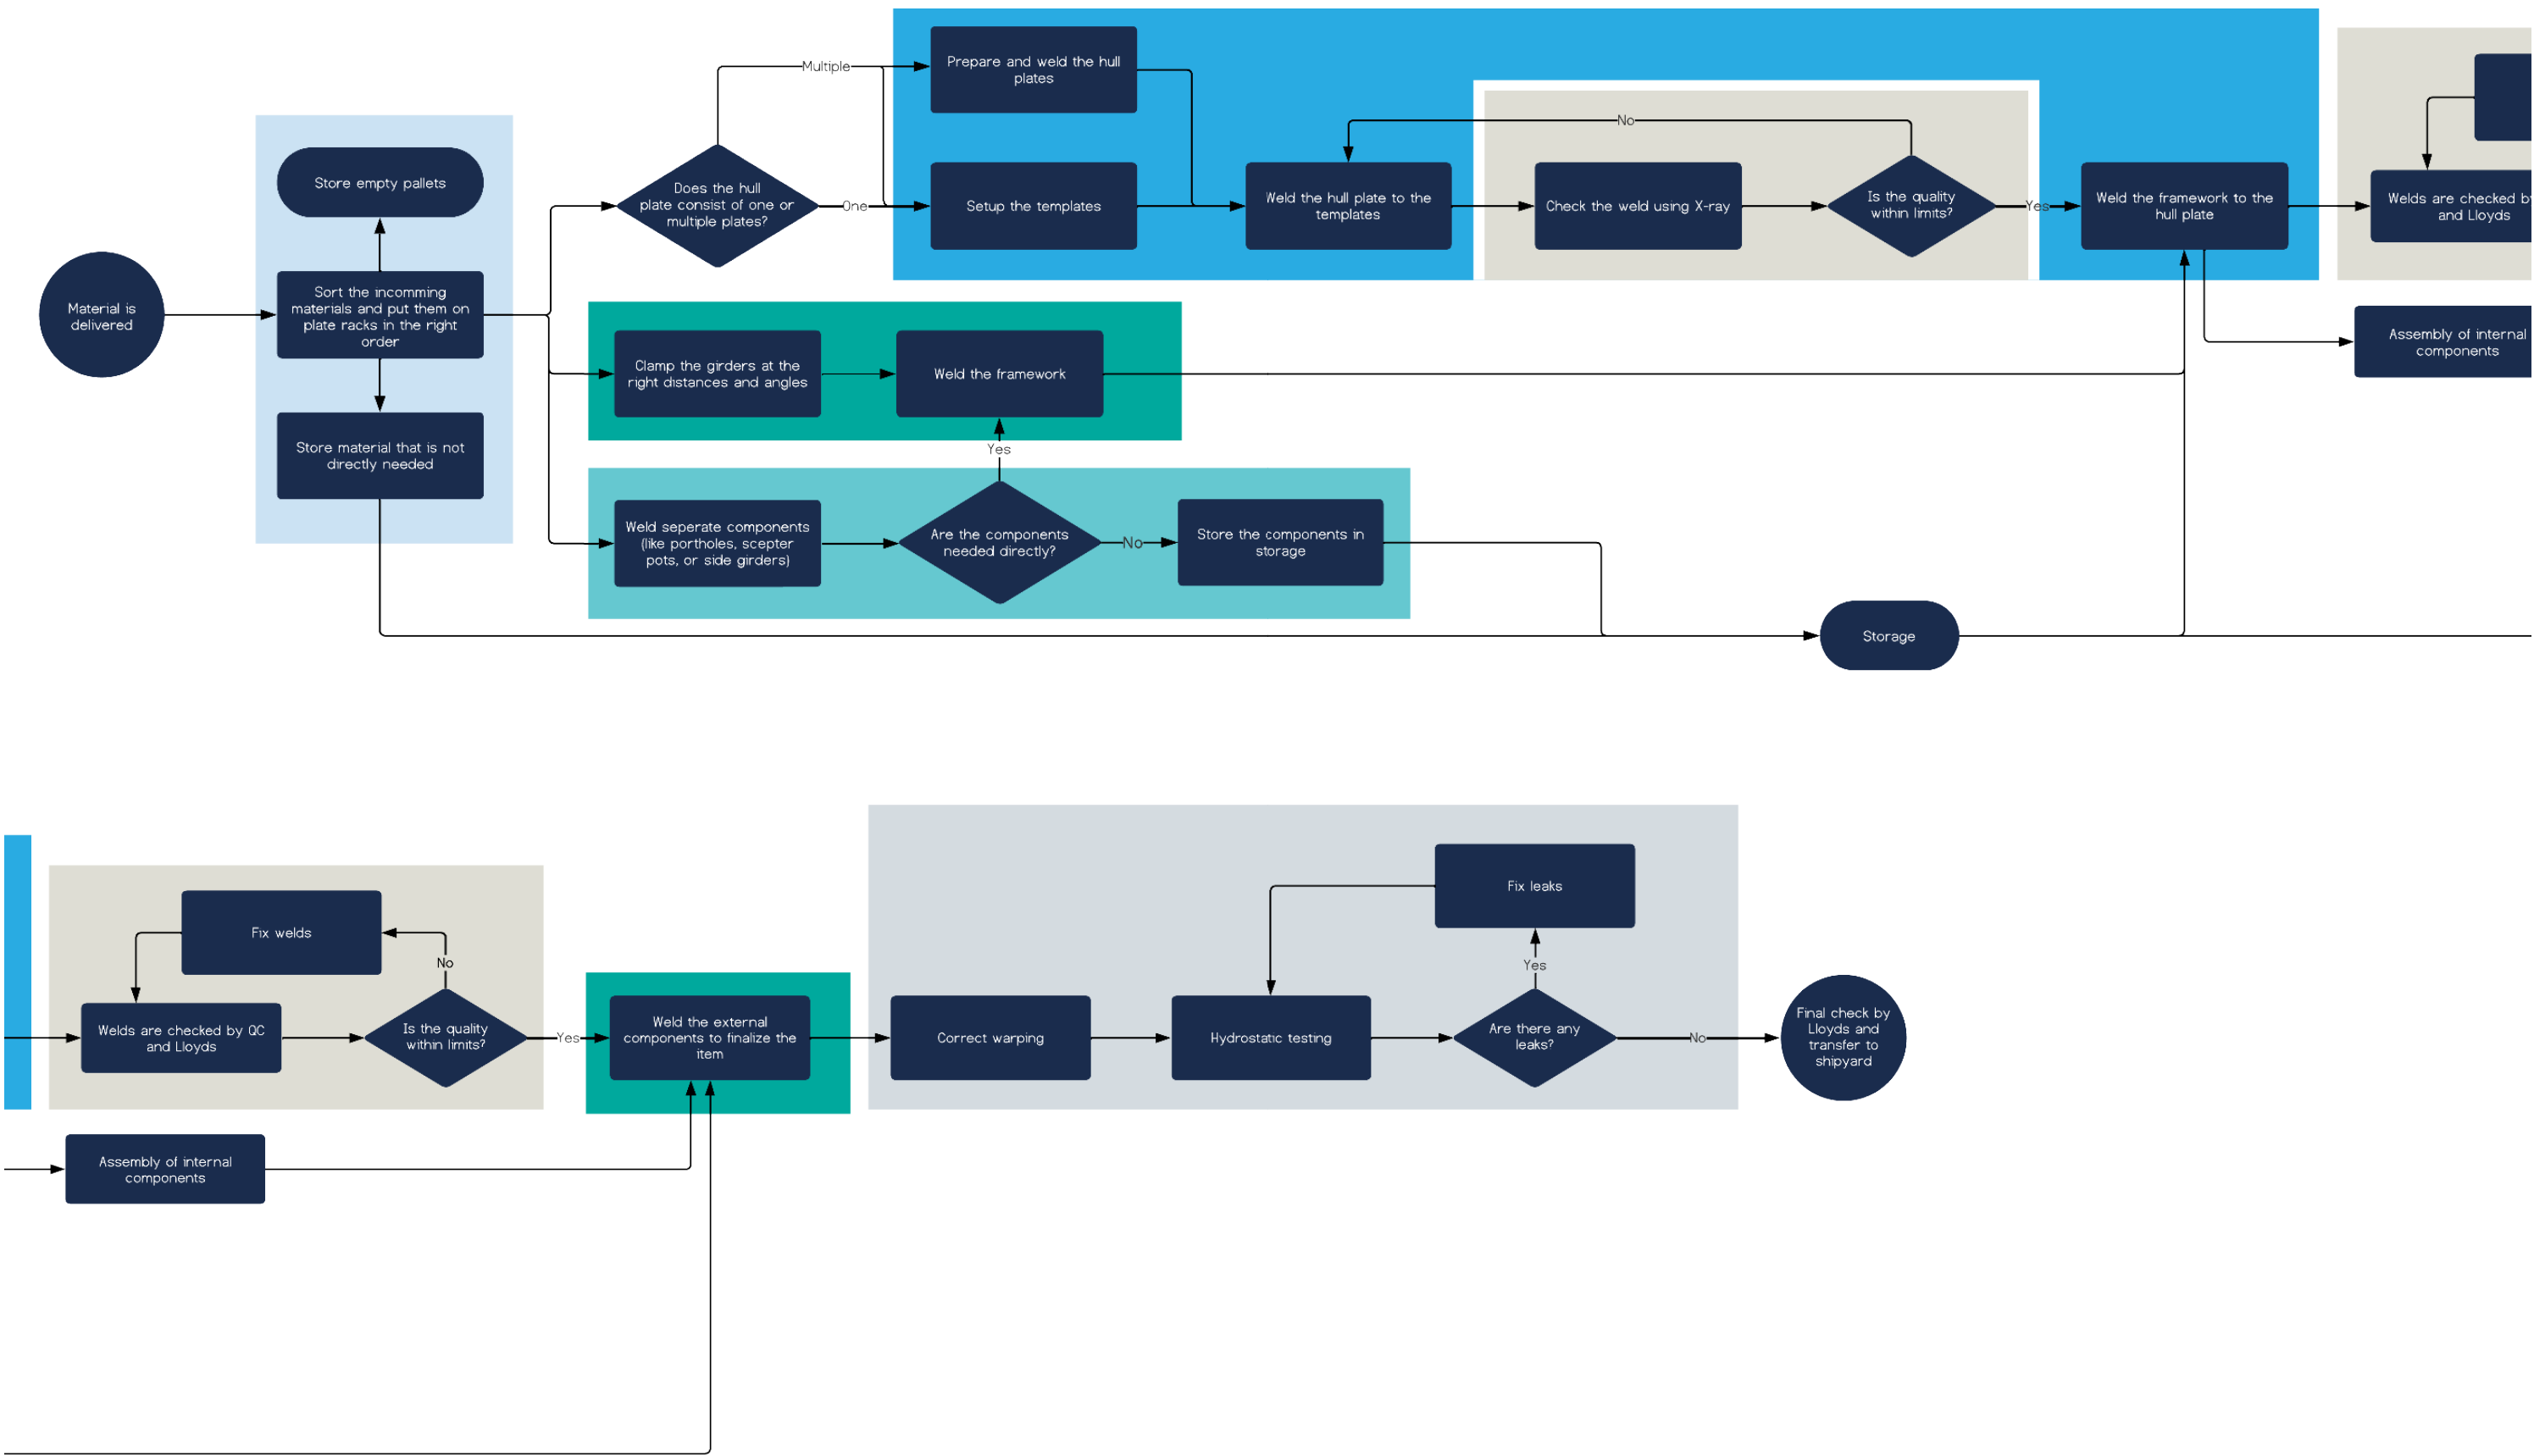 Multiple
Prepare and weld the hull
plates
No
Store empty pallets
Does the hull
plate consist of one or
multiple plates?
One
Setup the templates
Weld the hull plate to the
templates
Check the weld using X-ray
Is the quality
within limits?
Yes
Weld the framework to the
hull plate
Welds are checked by
and Lloyds
Material is
delivered
Sort the incomming
materials and put them on
plate racks in the right
order
Assembly of internal
components
Clamp the girders at the
right distances and angles
Weld the framework
Store material that is not
directly needed
Yes
Weld seperate components
(like portholes, scepter
pots, or side girders)
Are the components
needed directly?
No
Store the components in
storage
Storage
Fix leaks
Fix welds
No
Yes
Welds are checked by QC
and Lloyds
Is the quality
within limits?
Yes
Weld the external
components to finalize the
item
Correct warping
Hydrostatic testing
Are there any
leaks?
No
Final check by
Lloyds and
transfer to
shipyard
Assembly of internal
components